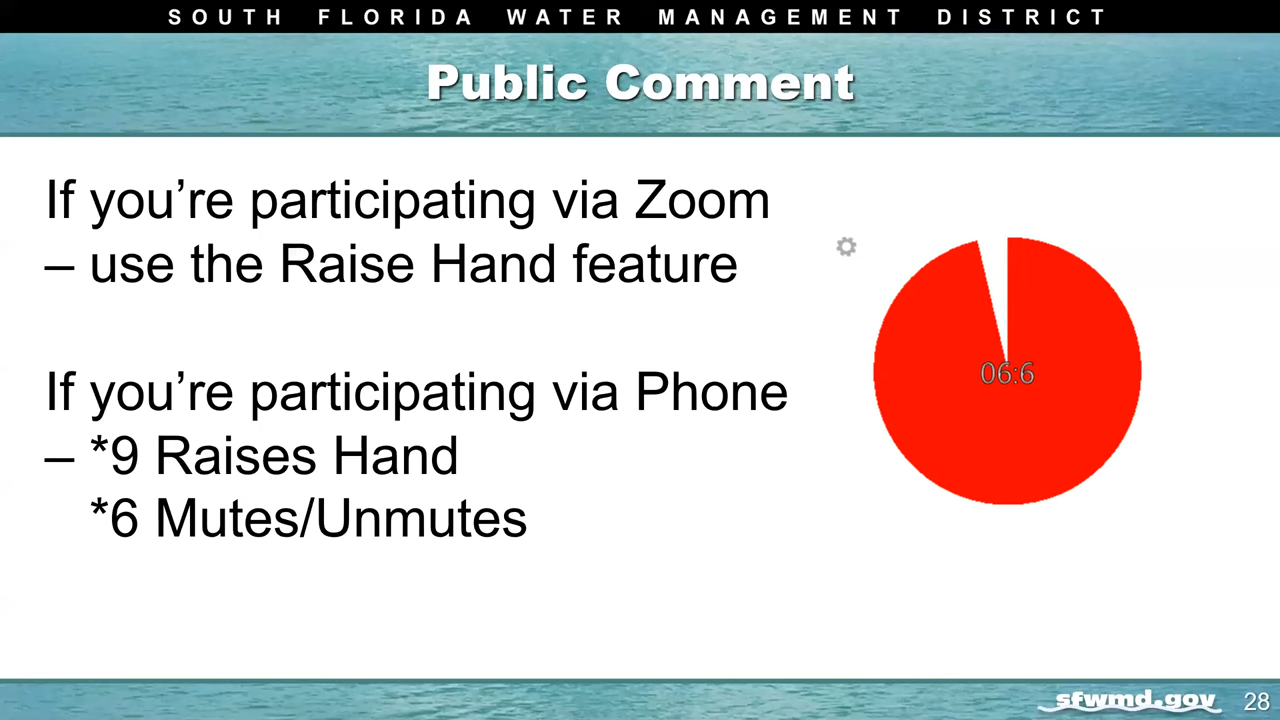 SOUTH FLORIDA WATER MANAGEMENT DISTRICT
Public Comment
If you’re participating via Zoom
– use the Raise Hand feature
06:6
If you’re participating via Phone
– *9 Raises Hand
*6 Mutes/Unmutes
sfwmd.gov 28